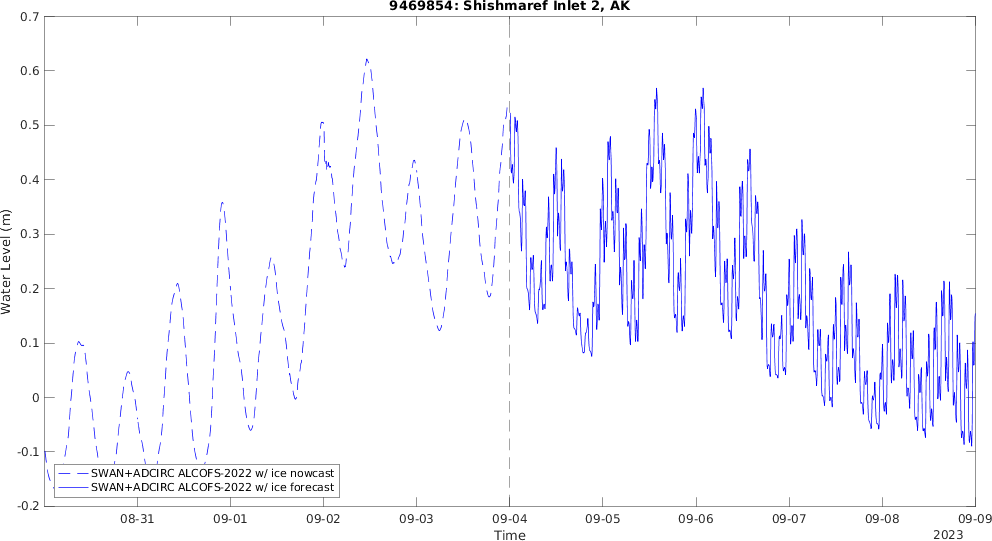 9469854: Shishmaref Inlet 2, AK
0.7
0.6
0.5
0.4
0.3
0.2
0.1
0
-0.1
-0.2
Water Level (m)
SWAN+ADCIRC ALCOFS-2022 w/ ice nowcast
SWAN+ADCIRC ALCOFS-2022 w/ ice forecast
08-31 09-01 09-02 09-03 09-04 09-05 09-06 09-07 09-08 09-09
Time
2023